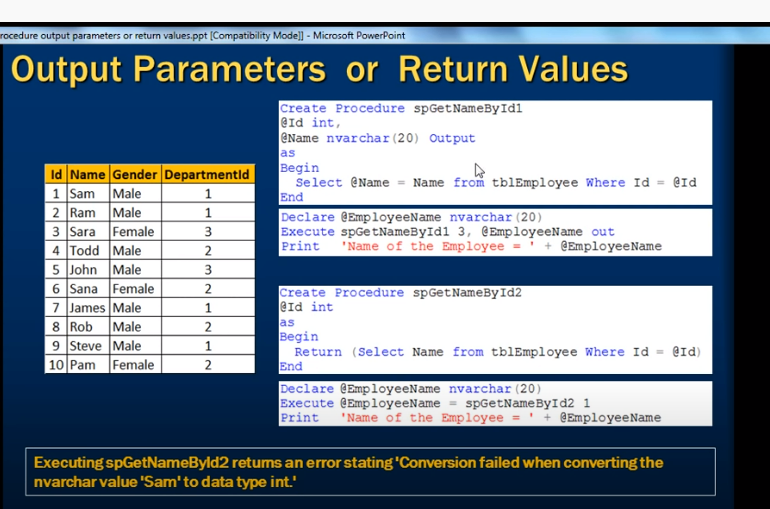 rocedure output parameters or return values.ppt [Compatibility Mode]] - Microsoft PowerPoint
Output Parameters or Return Values
Id Name Gender DepartmentId
1 Sam Male 1
2 Ram Male 1
3 Sara Female 3
4 Todd Male 2
5 John Male 3
6 Sana Female 2
7 James Male 1
8 Rob Male 2
9 Steve Male 1
10 Pam Female 2
Create Procedure spGetNameById1
@Id int,
@Name nvarchar(20) Output
as
Begin
Select @Name = Name from tblEmployee Where Id = @Id
End
Declare @EmployeeName nvarchar(20)
Execute spGetNameById1 3, @EmployeeName out
Print 'Name of the Employee = ' + @EmployeeName
Create Procedure spGetNameById2
@Id int
as
Begin
Return (Select Name from tblEmployee Where Id = @Id)
End
Declare @EmployeeName nvarchar(20)
Execute @EmployeeName = spGetNameById2 1
Print 'Name of the Employee = ' + @EmployeeName
Executing spGetNameById2 returns an error stating 'Conversion failed when converting the
nvarchar value 'Sam' to data type int.'